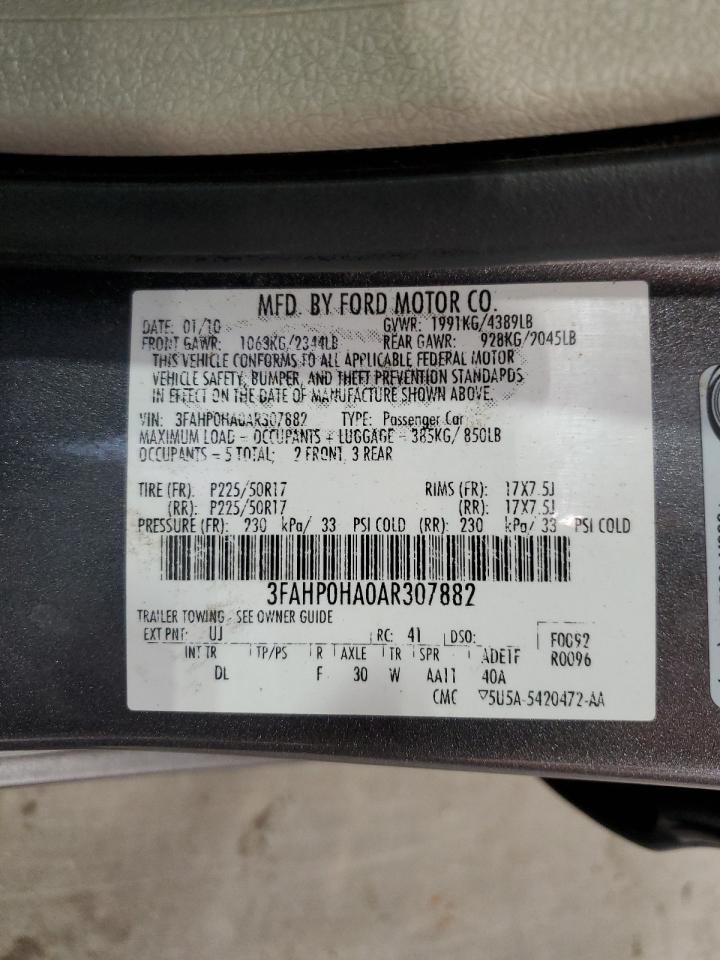 MFD. BY FORD MOTOR CO.
DATE: 01/10 GVWR: 1991KG/4389LB
FRONT GAWR: 1063KG/2344LB REAR GAWR: 928KG/2045LB
THIS VEHICLE CONFORMS TO ALL APPLICABLE FEDERAL MOTOR
VEHICLE SAFETY, BUMPER, AND THEFT PREVENTION STANDARDS
IN EFFECT ON THE DATE OF MANUFACTURE SHOWN ABOVE.
VIN: 3FAHP0HA0AR307882 TYPE: Passenger Car
MAXIMUM LOAD - OCCUPANTS + LUGGAGE - 385KG/ 850LB
OCCUPANTS - 5 TOTAL; 2 FRONT, 3 REAR
TIRE (FR): P225/50R17 RIMS (FR): 17X7.5J
(RR): P225/50R17 (RR): 17X7.5J
PRESSURE (FR): 230 kPa/ 33 PSI COLD (RR): 230 kPa/ 33 PSI COLD
3FAHP0HA0AR307882
TRAILER TOWING - SEE OWNER GUIDE
EXT PNT: UJ RC: 41 DSO: F0092
INT TR TP/PS R AXLE TR SPR ADETF R0096
DL F 30 W AA11 40A
CMC ▽5U5A-5420472-AA